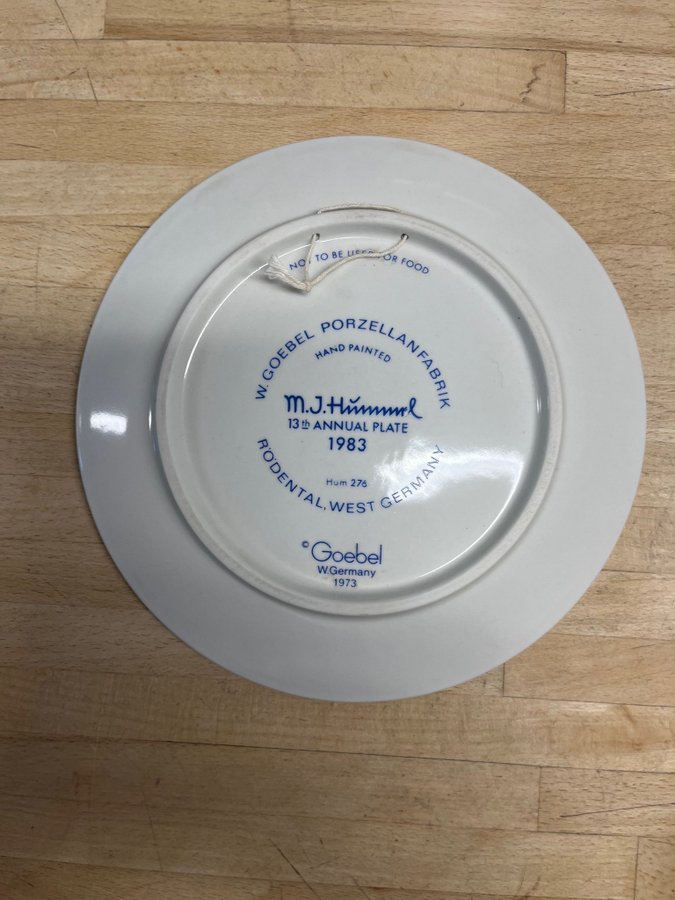 NOT TO BE USED FOR FOOD
W. GOEBEL PORZELLANFABRIK
HAND PAINTED
M.J.Hummel
13th ANNUAL PLATE
1983
Hum 276
RÖDENTAL, WEST GERMANY
© Goebel
W.Germany
1973